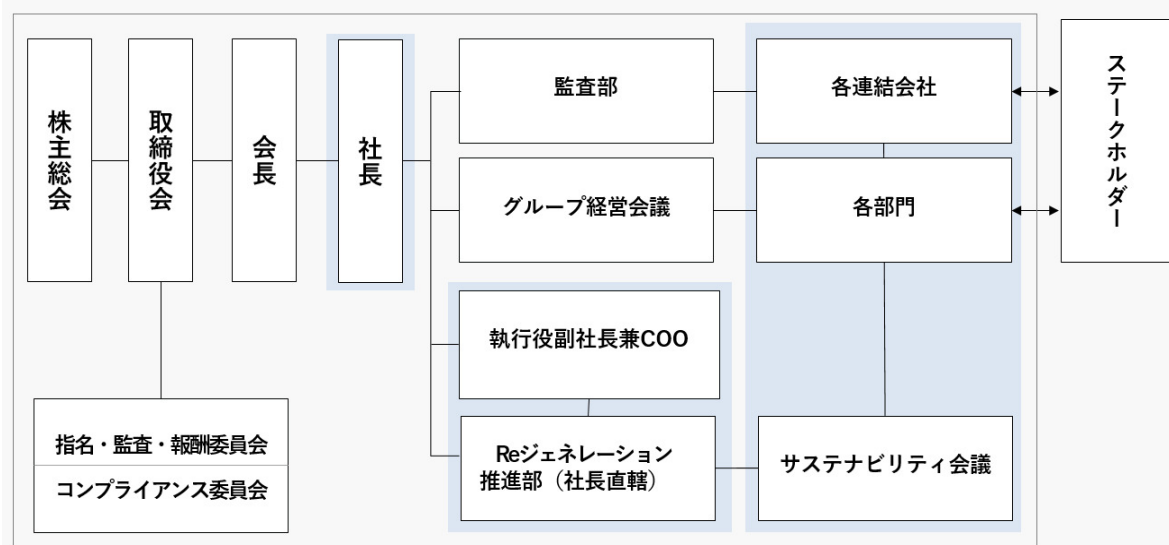 株主総会
取締役会
会長
社長
監査部
各連結会社
ステークホルダー
グループ経営会議
各部門
執行役副社長兼COO
Reジェネレーション
推進部（社長直轄）
サステナビリティ会議
指名・監査・報酬委員会
コンプライアンス委員会